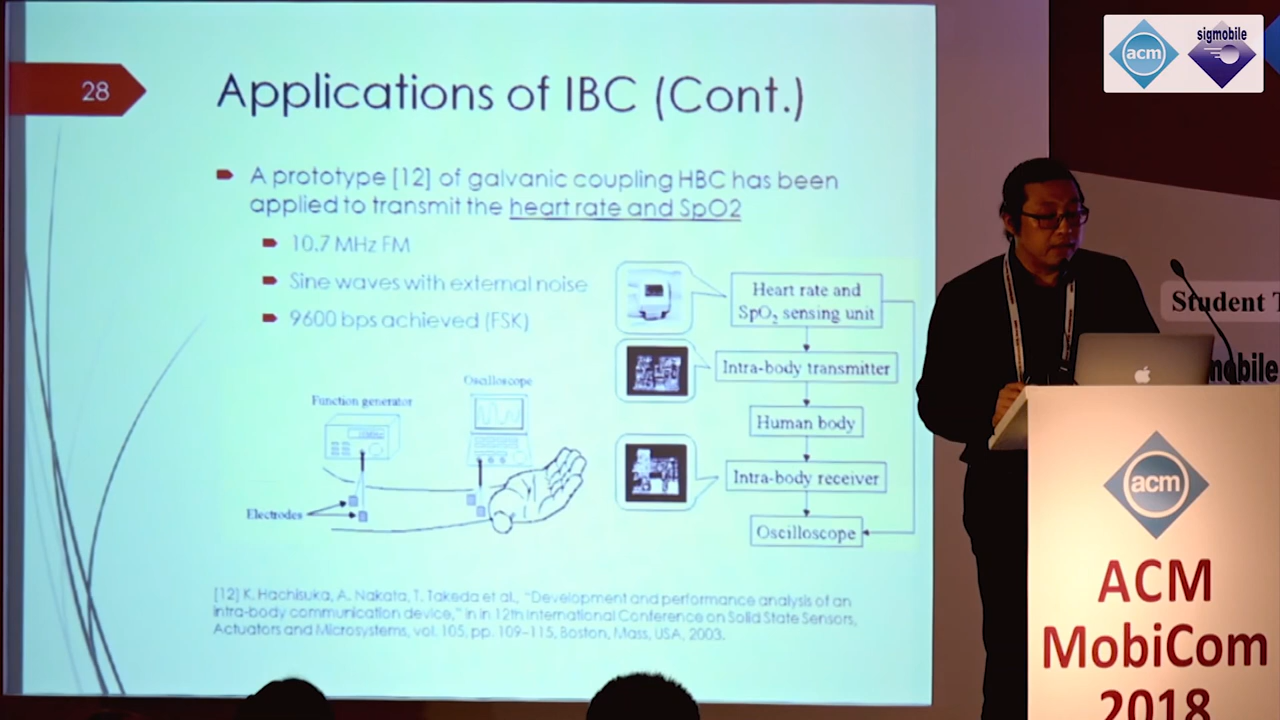 28
Applications of IBC (Cont.)
A prototype [12] of galvanic coupling HBC has been
applied to transmit the heart rate and SpO2
10.7 MHz FM
Sine waves with external noise
9600 bps achieved (FSK)
Function generator
Oscilloscope
Electrodes
Heart rate and
SpO₂ sensing unit
Intra-body transmitter
Human body
Intra-body receiver
Oscilloscope
[12] K. Hachisuka, A. Nakata, T. Takeda et al., "Development and performance analysis of an
intra-body communication device," in in 12th International Conference on Solid State Sensors,
Actuators and Microsystems, vol. 105, pp. 109–115, Boston, Mass, USA, 2003.
acm
sigmobile
Student T
mobile
acm
ACM
MobiCom
2018